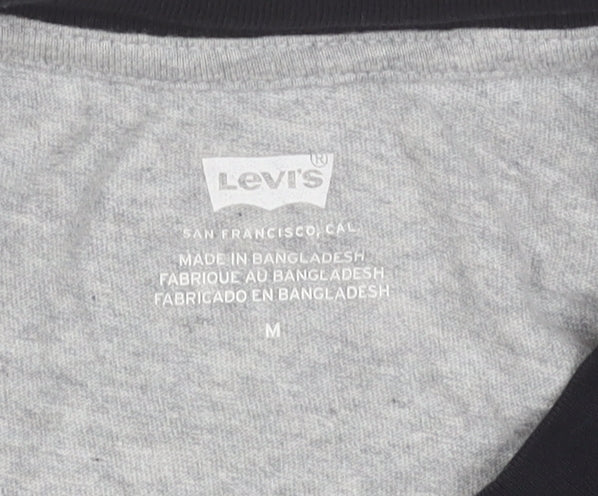 Levi's®
SAN FRANCISCO, CAL.
MADE IN BANGLADESH
FABRIQUE AU BANGLADESH
FABRICADO EN BANGLADESH
M